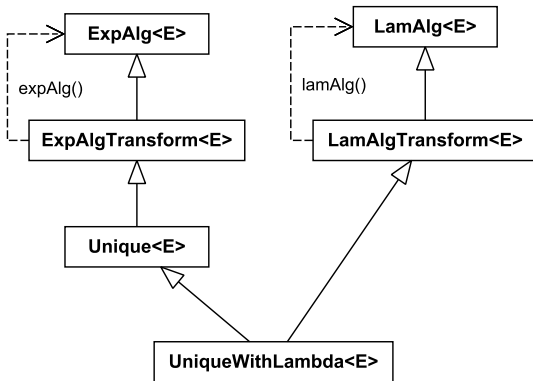 ExpAlg<E>
LamAlg<E>
expAlg()
lamAlg()
ExpAlgTransform<E>
LamAlgTransform<E>
Unique<E>
UniqueWithLambda<E>